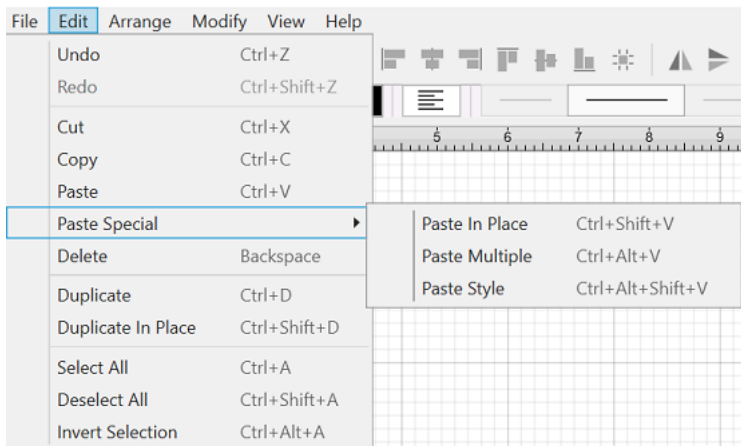 File Edit Arrange Modify View Help
Undo Ctrl+Z
Redo Ctrl+Shift+Z
Cut Ctrl+X
Copy Ctrl+C
Paste Ctrl+V
Paste Special
Delete Backspace
Duplicate Ctrl+D
Duplicate In Place Ctrl+Shift+D
Select All Ctrl+A
Deselect All Ctrl+Shift+A
Invert Selection Ctrl+Alt+A
5 6 7 8 9
Paste In Place Ctrl+Shift+V
Paste Multiple Ctrl+Alt+V
Paste Style Ctrl+Alt+Shift+V